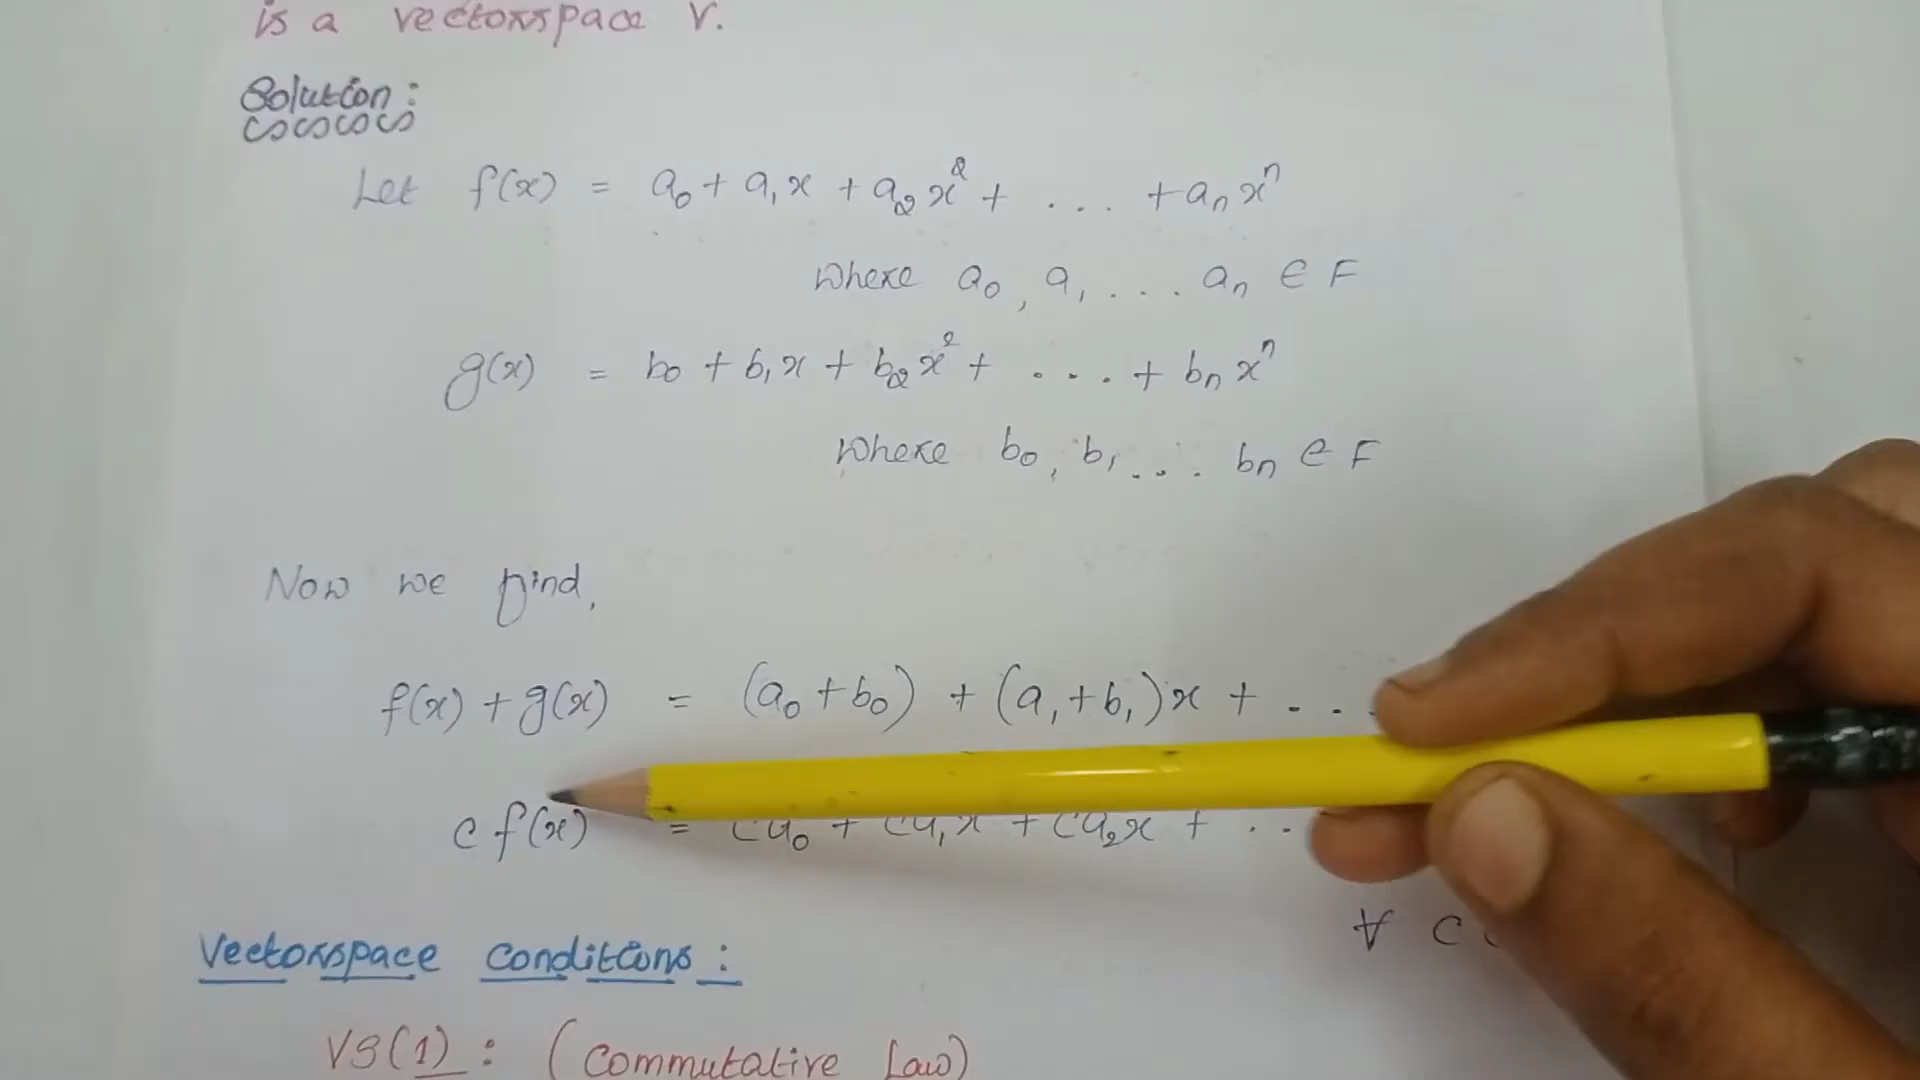 is a vectorspace V.
Solution:
Let f(x) = a₀ + a₁x + a₂x² + ... + aₙxⁿ
where a₀, a₁, ... aₙ ∈ F
g(x) = b₀ + b₁x + b₂x² + ... + bₙxⁿ
where b₀, b₁ ... bₙ ∈ F
Now we find,
f(x) + g(x) = (a₀ + b₀) + (a₁ + b₁)x + ...
c f(x) = ca₀ + ca₁x + ca₂x + ...
∀ c
Vectorspace conditions:
VS(1): (Commutative Law)